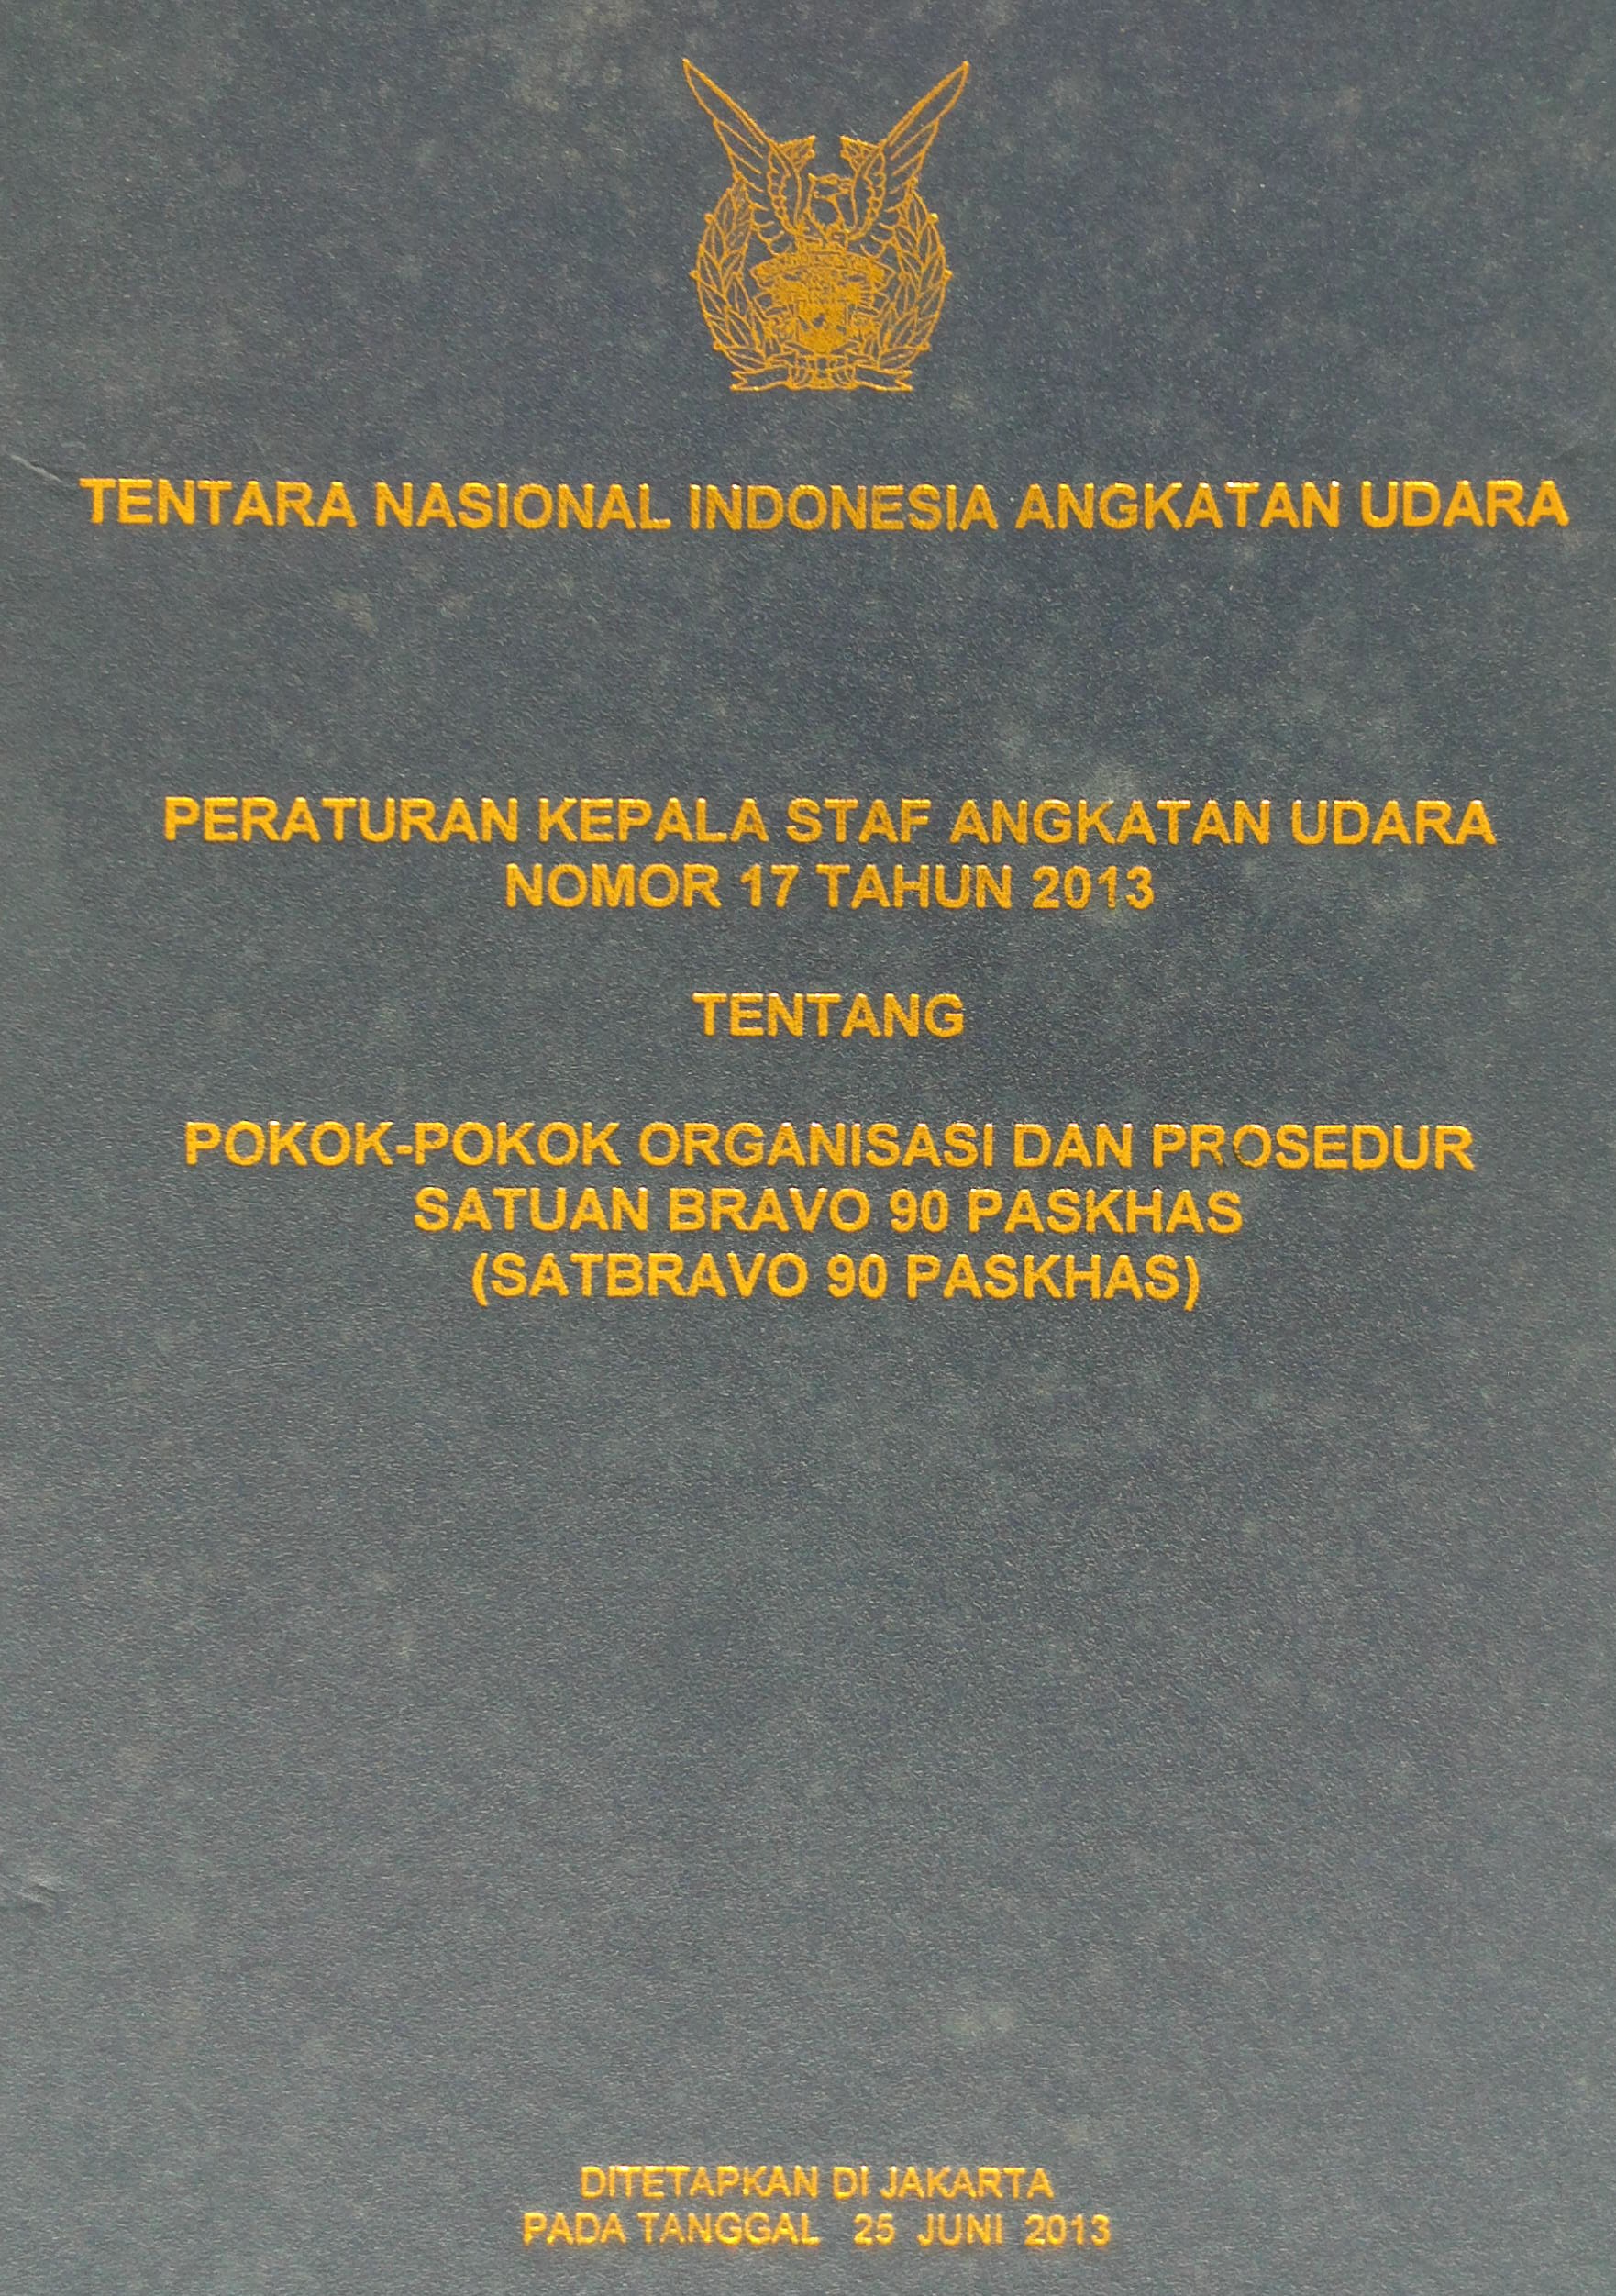 TENTARA NASIONAL INDONESIA ANGKATAN UDARA
PERATURAN KEPALA STAF ANGKATAN UDARA
NOMOR 17 TAHUN 2013
TENTANG
POKOK-POKOK ORGANISASI DAN PROSEDUR
SATUAN BRAVO 90 PASKHAS
(SATBRAVO 90 PASKHAS)
DITETAPKAN DI JAKARTA
PADA TANGGAL 25 JUNI 2013